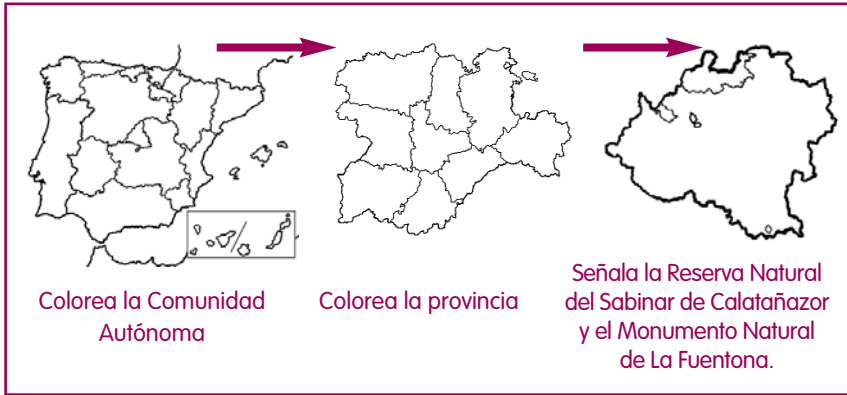 Colorea la Comunidad
Autónoma
Colorea la provincia
Señala la Reserva Natural
del Sabinar de Calatañazor
y el Monumento Natural
de La Fuentona.